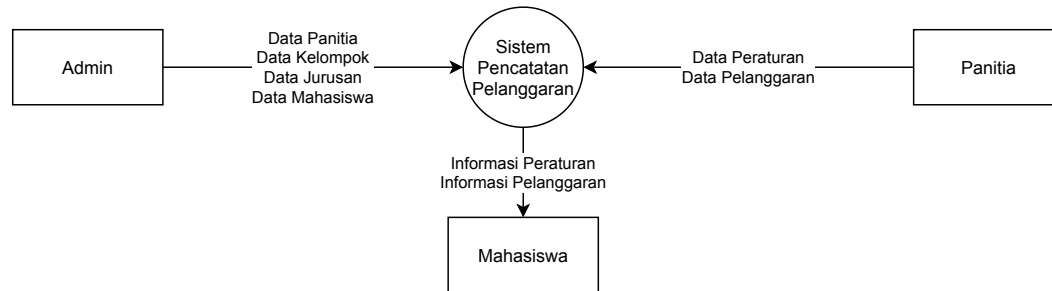 Admin
Data Panitia
Data Kelompok
Data Jurusan
Data Mahasiswa
Sistem
Pencatatan
Pelanggaran
Data Peraturan
Data Pelanggaran
Panitia
Informasi Peraturan
Informasi Pelanggaran
Mahasiswa